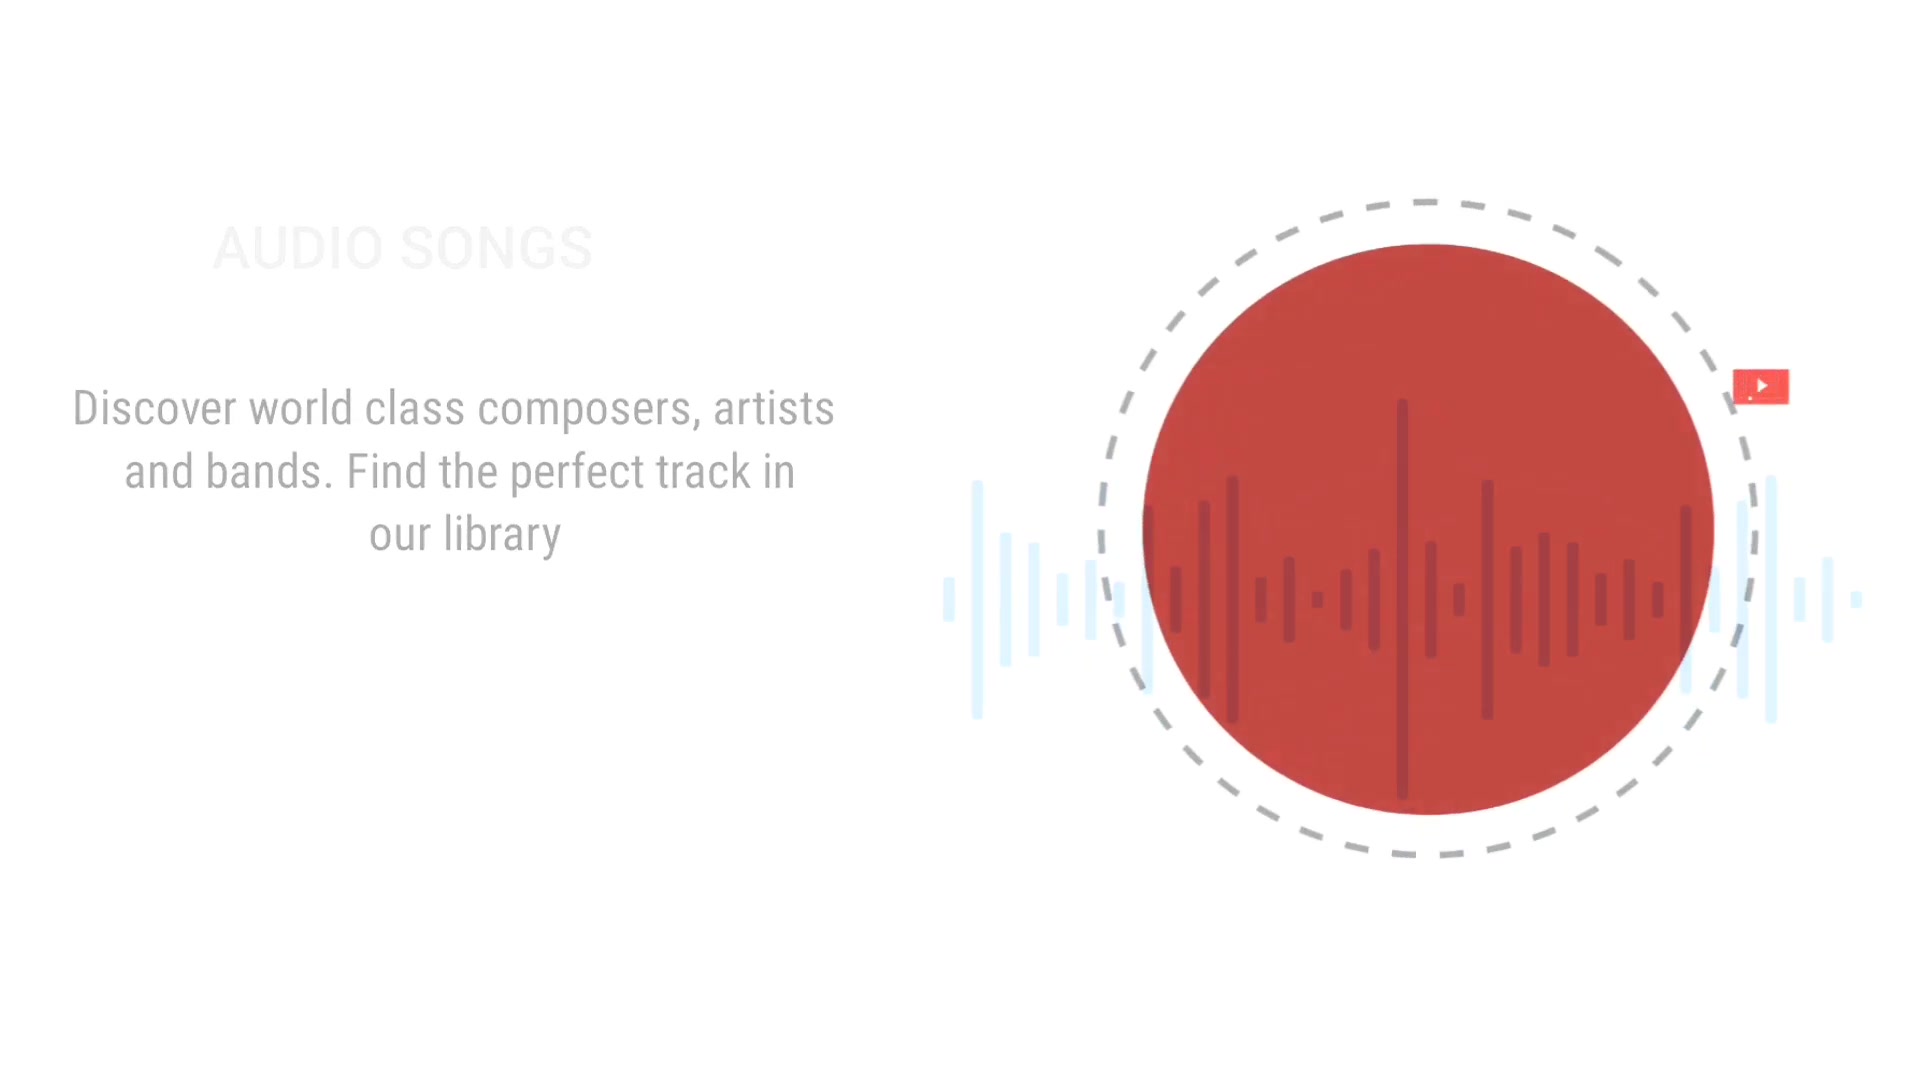 AUDIO SONGS
Discover world class composers, artists
and bands. Find the perfect track in
our library